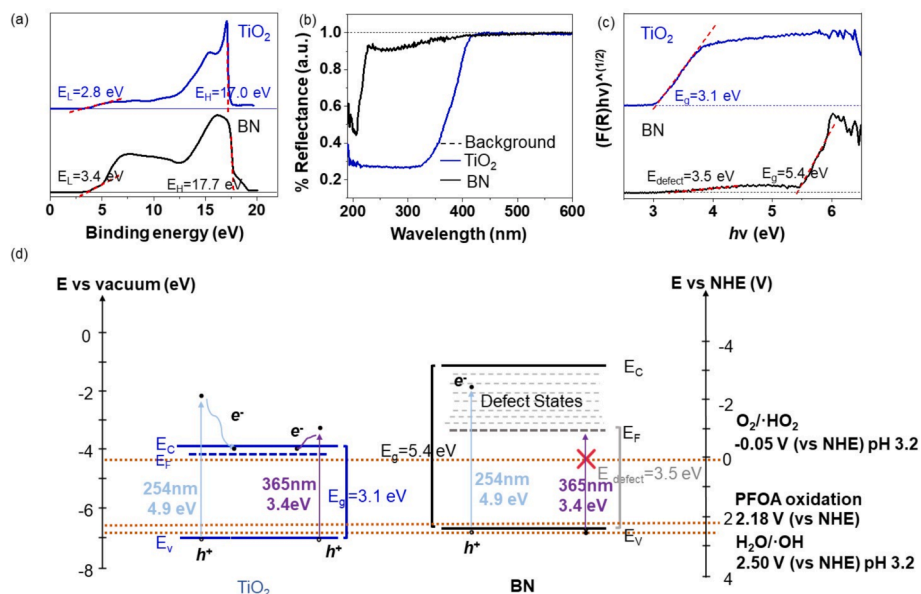 (a)
TiO2
EL=2.8 eV
EH=17.0 eV
BN
EL=3.4 eV
EH=17.7 eV
0 5 10 15 20
Binding energy (eV)
(b)
% Reflectance (a.u.)
1.0
0.8
0.6
0.4
0.2
Background
TiO2
BN
200 300 400 500 600
Wavelength (nm)
(c)
(F(R)hv)^(1/2)
TiO2
Eg=3.1 eV
BN
Edefect=3.5 eV
Eg=5.4 eV
3 4 5 6
hν (eV)
(d)
E vs vacuum (eV)
0
-2
-4
-6
-8
EC
EF
EV
e-
e-
254nm
4.9 eV
365nm
3.4eV
Eg=3.1 eV
h+
h+
TiO2
Eg=5.4 eV
e-
Defect States
EC
EF
EV
254nm
4.9 eV
365nm
3.4 eV
Edefect=3.5 eV
h+
BN
E vs NHE (V)
-4
-2
0
2
4
O2/·HO2
-0.05 V (vs NHE) pH 3.2
PFOA oxidation
2.18 V (vs NHE)
H2O/·OH
2.50 V (vs NHE) pH 3.2